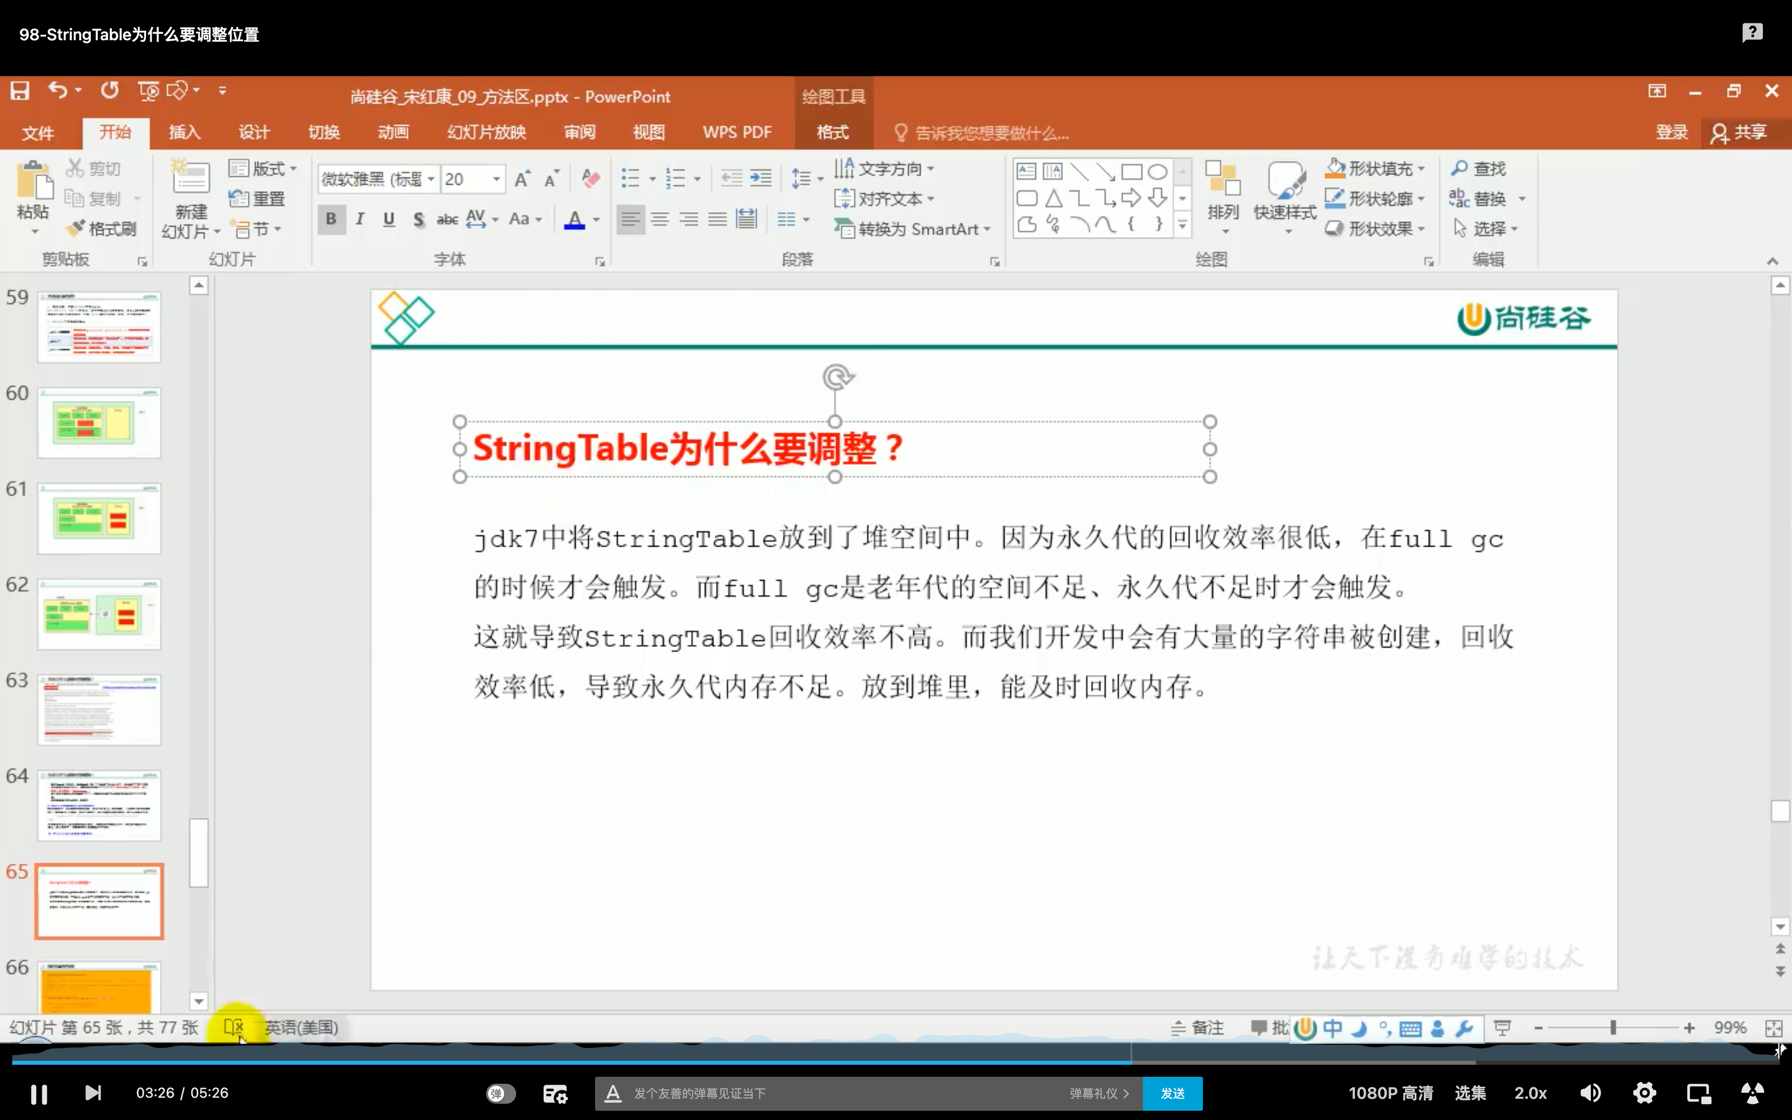 98-StringTable为什么要调整位置
尚硅谷_宋红康_09_方法区.pptx - PowerPoint
绘图工具
文件 开始 插入 设计 切换 动画 幻灯片放映 审阅 视图 WPS PDF 格式 告诉我您想要做什么... 登录 共享
粘贴 剪切 复制 格式刷 剪贴板
新建幻灯片 版式 重置 节 幻灯片
微软雅黑 (标题 20
B I U S abc AV Aa A
字体
文字方向 对齐文本 转换为 SmartArt 段落
排列 快速样式 形状填充 形状轮廓 形状效果 绘图
查找 替换 选择 编辑
59
60
61
62
63
64
65
66
尚硅谷
StringTable为什么要调整？
jdk7中将StringTable放到了堆空间中。因为永久代的回收效率很低，在full gc
的时候才会触发。而full gc是老年代的空间不足、永久代不足时才会触发。
这就导致StringTable回收效率不高。而我们开发中会有大量的字符串被创建，回收
效率低，导致永久代内存不足。放到堆里，能及时回收内存。
让天下没有难学的技术
幻灯片 第 65 张，共 77 张 英语(美国) 备注 批 中 99%
03:26 / 05:26 弹 发个友善的弹幕见证当下 弹幕礼仪 发送 1080P 高清 选集 2.0x